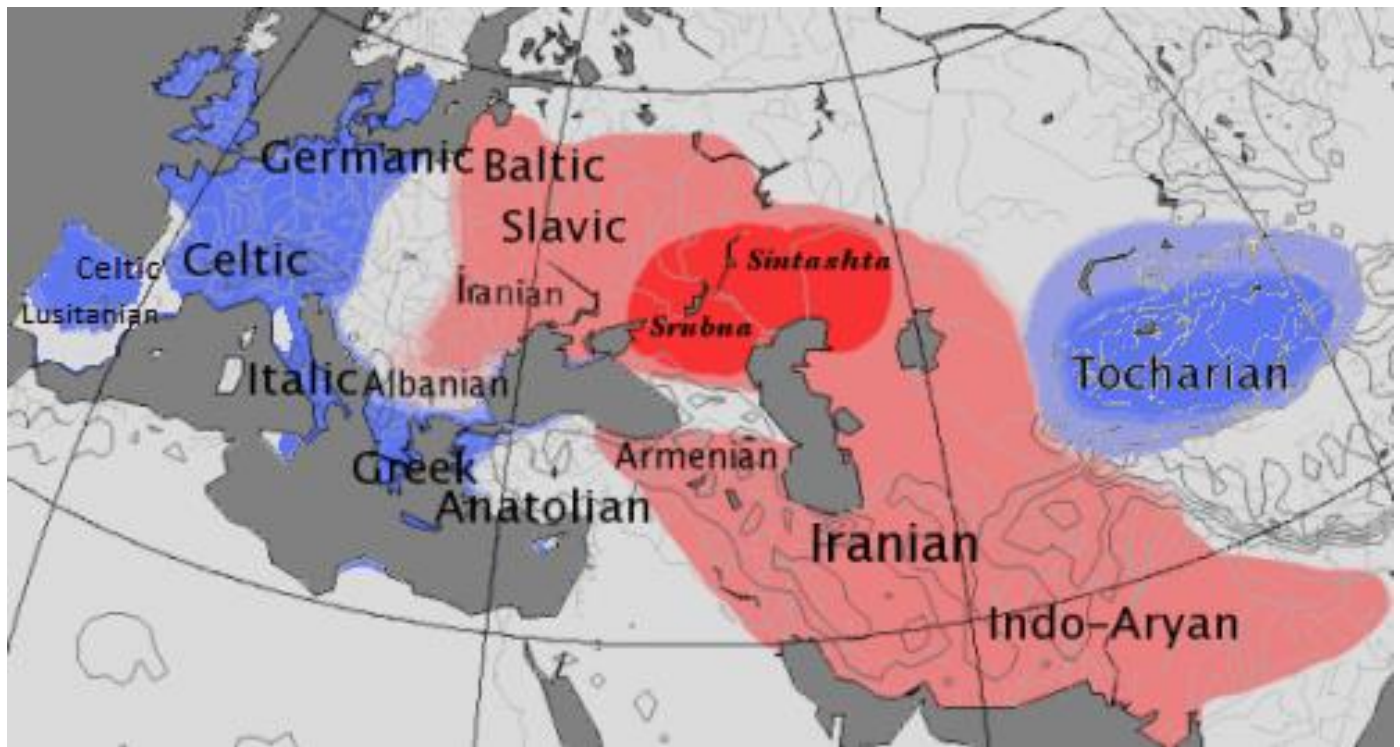 Germanic
Baltic
Slavic
Celtic
Celtic
Sintashta
Iranian
Lusitanian
Srubna
Tocharian
Italic
Albanian
Greek
Armenian
Anatolian
Iranian
Indo-Aryan